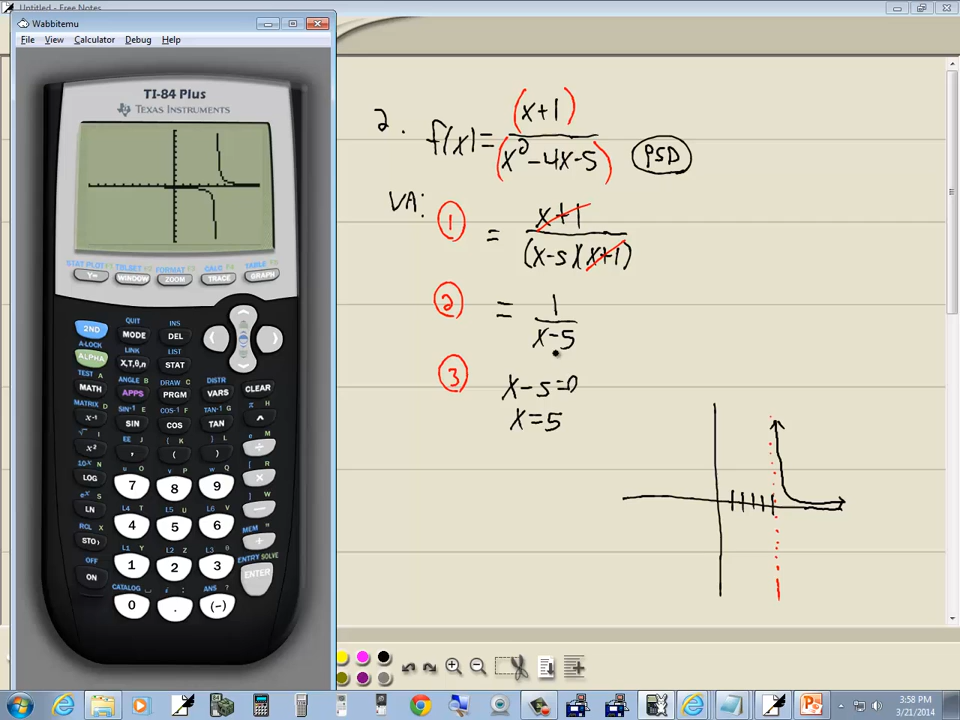 Untitled - Free Notes
Wabbitemu
File View Calculator Debug Help
TI-84 Plus
TEXAS INSTRUMENTS
STAT PLOT F1 TBLSET F2 FORMAT F3 CALC F4 TABLE F5
Y= WINDOW ZOOM TRACE GRAPH
QUIT INS
2ND MODE DEL
A-LOCK LINK LIST
ALPHA X,T,θ,n STAT
TEST A ANGLE B DRAW C DISTR
MATH APPS PRGM VARS CLEAR
MATRIX D SIN⁻¹ E COS⁻¹ F TAN⁻¹ G π H
x⁻¹ SIN COS TAN ^
√ I EE J { K } L e M
x² , ( ) ÷
10ˣ N u O v P w Q [ R
LOG 7 8 9 ×
eˣ S L4 T L5 U L6 V ] W
LN 4 5 6 −
RCL X L1 Y L2 Z L3 θ MEM "
STO› 1 2 3 +
OFF CATALOG i : ANS ? ENTRY SOLVE
ON 0 . (−) ENTER
2. f(x) = (x+1)
(x² - 4x - 5) PSD
VA:
1 = x+1
(x-5)(x+1)
2 = 1
x-5
3 x-5=0
x=5
3:58 PM
3/21/2014